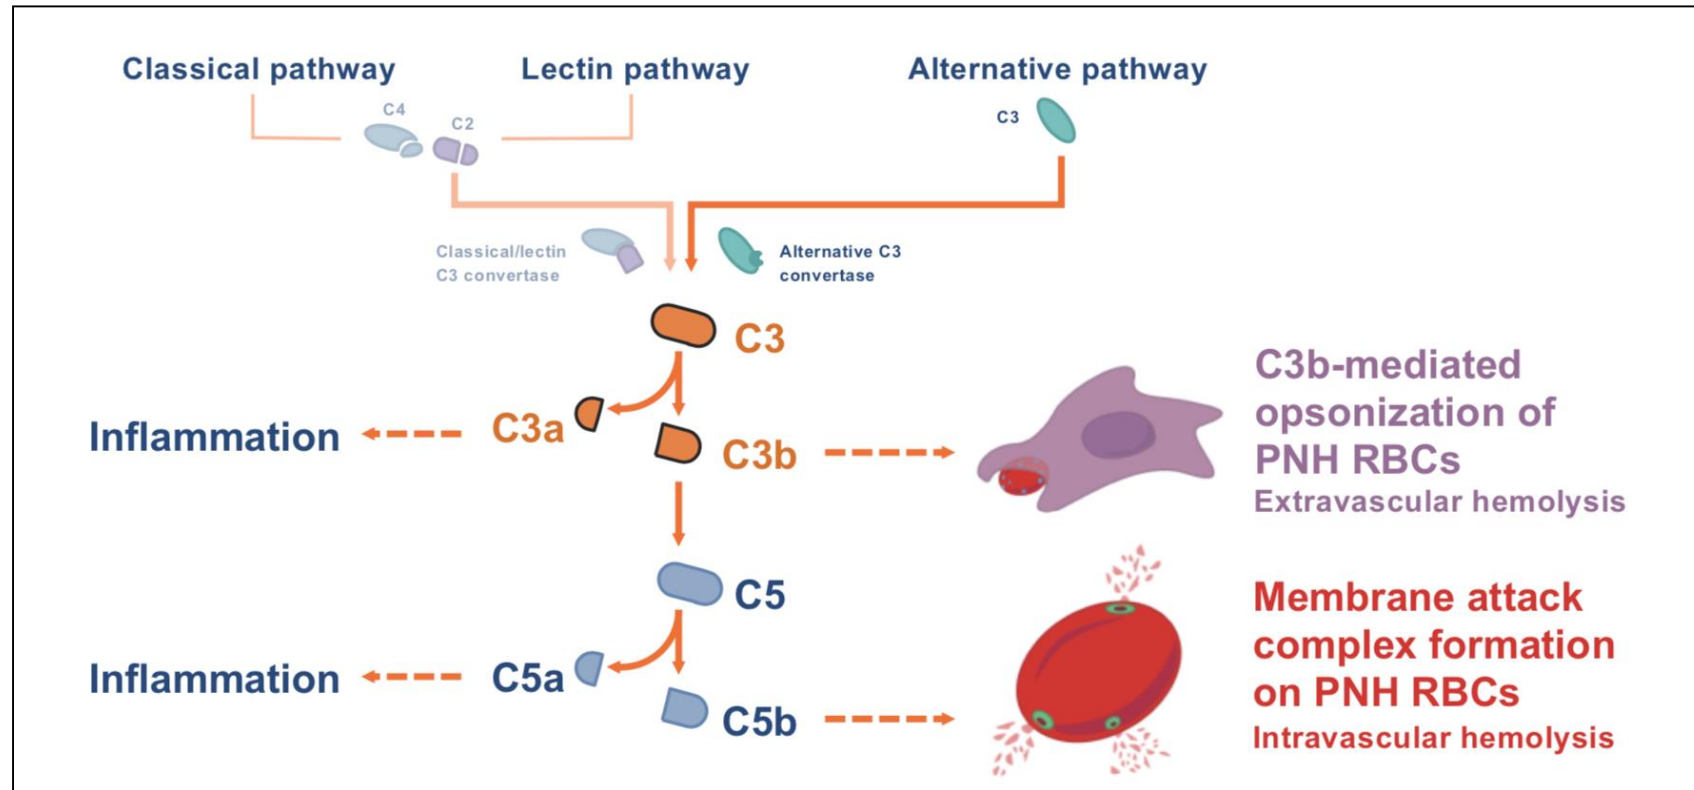 Classical pathway
Lectin pathway
Alternative pathway
C4
C2
C3
Classical/lectin
C3 convertase
Alternative C3
convertase
C3
C3a
C3b
Inflammation
C3b-mediated
opsonization of
PNH RBCs
Extravascular hemolysis
C5
C5a
C5b
Inflammation
Membrane attack
complex formation
on PNH RBCs
Intravascular hemolysis